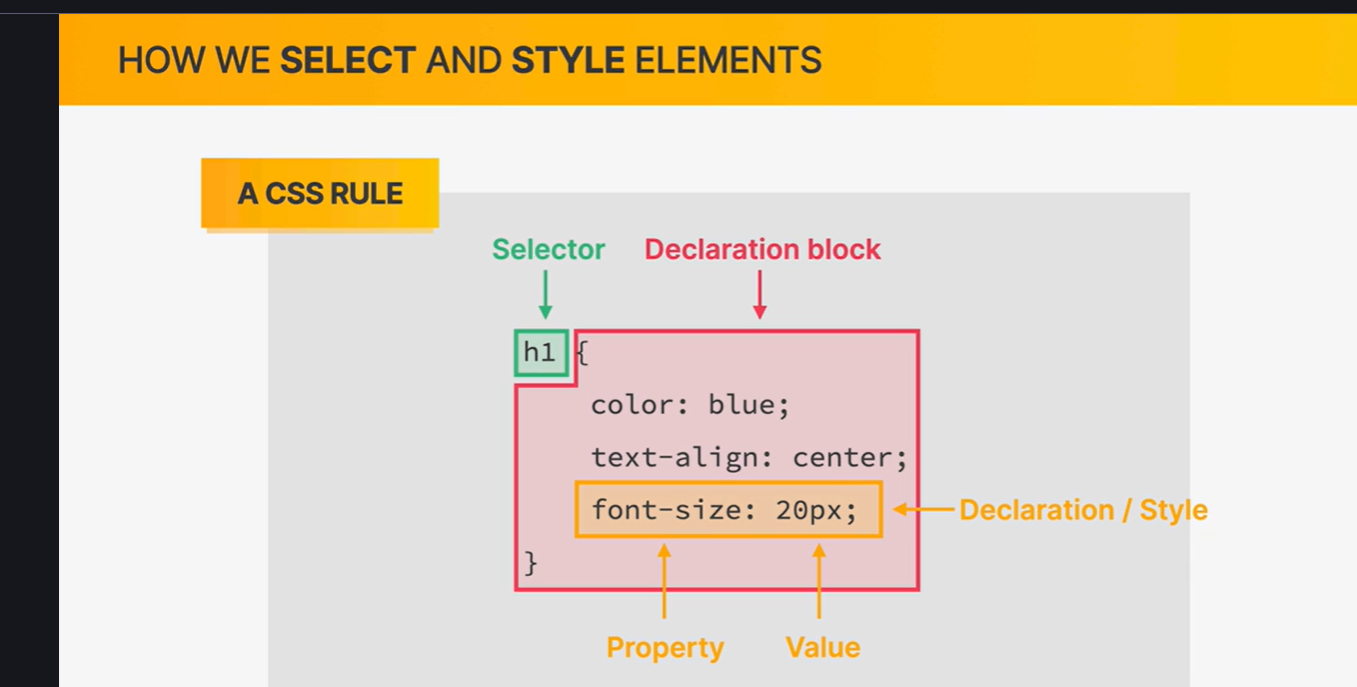 HOW WE SELECT AND STYLE ELEMENTS
A CSS RULE
Selector Declaration block
h1 {
color: blue;
text-align: center;
font-size: 20px; Declaration / Style
}
Property Value